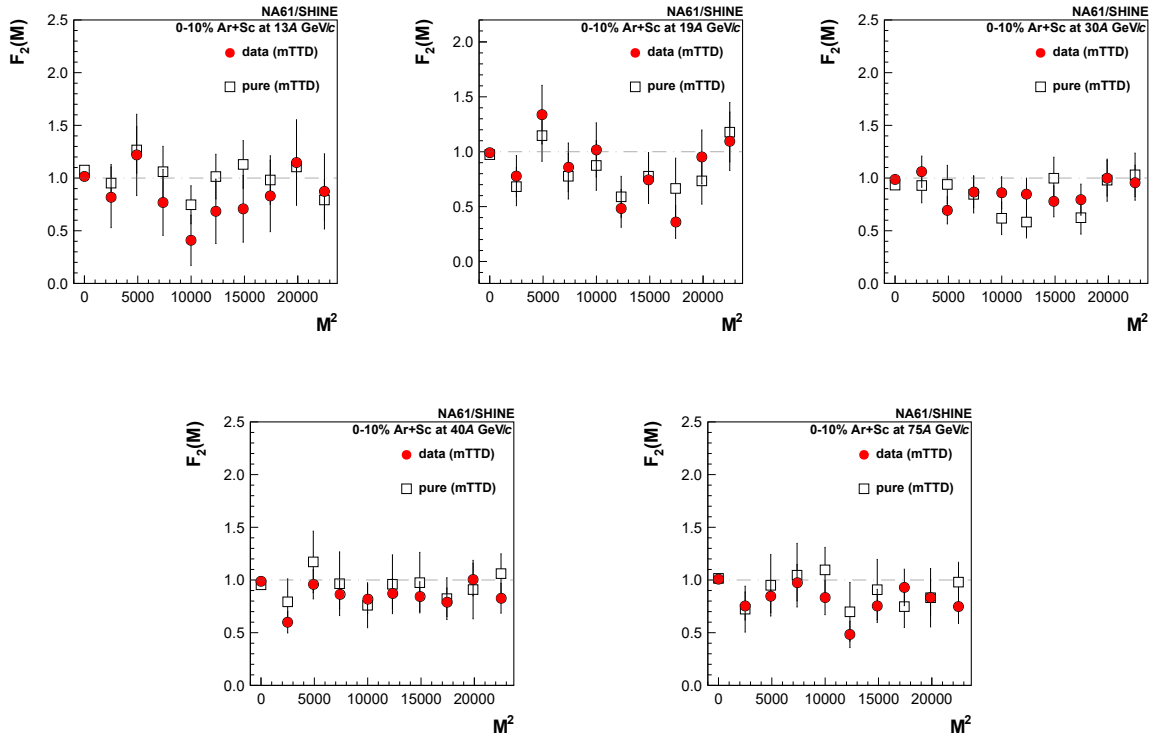 NA61/SHINE
0-10% Ar+Sc at 13A GeV/c
F₂(M)
2.5
data (mTTD)
2.0
pure (mTTD)
1.5
1.0
0.5
0.0
0 5000 10000 15000 20000
M²
NA61/SHINE
0-10% Ar+Sc at 19A GeV/c
F₂(M)
data (mTTD)
2.0
pure (mTTD)
1.5
1.0
0.5
0.0
0 5000 10000 15000 20000
M²
NA61/SHINE
0-10% Ar+Sc at 30A GeV/c
F₂(M)
2.5
data (mTTD)
2.0
pure (mTTD)
1.5
1.0
0.5
0.0
0 5000 10000 15000 20000
M²
NA61/SHINE
0-10% Ar+Sc at 40A GeV/c
F₂(M)
2.5
data (mTTD)
2.0
pure (mTTD)
1.5
1.0
0.5
0.0
0 5000 10000 15000 20000
M²
NA61/SHINE
0-10% Ar+Sc at 75A GeV/c
F₂(M)
2.5
data (mTTD)
2.0
pure (mTTD)
1.5
1.0
0.5
0.0
0 5000 10000 15000 20000
M²